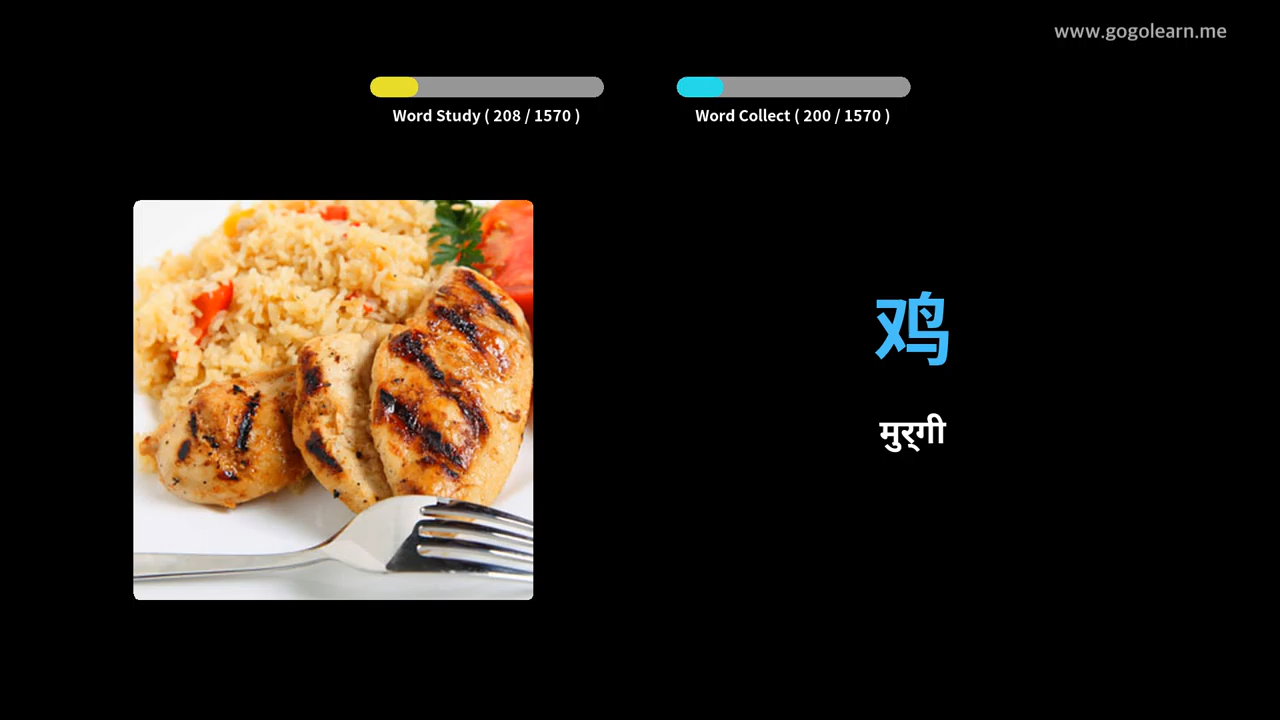 www.gogolearn.me
Word Study ( 208 / 1570 )
Word Collect ( 200 / 1570 )
鸡
मुर्गी